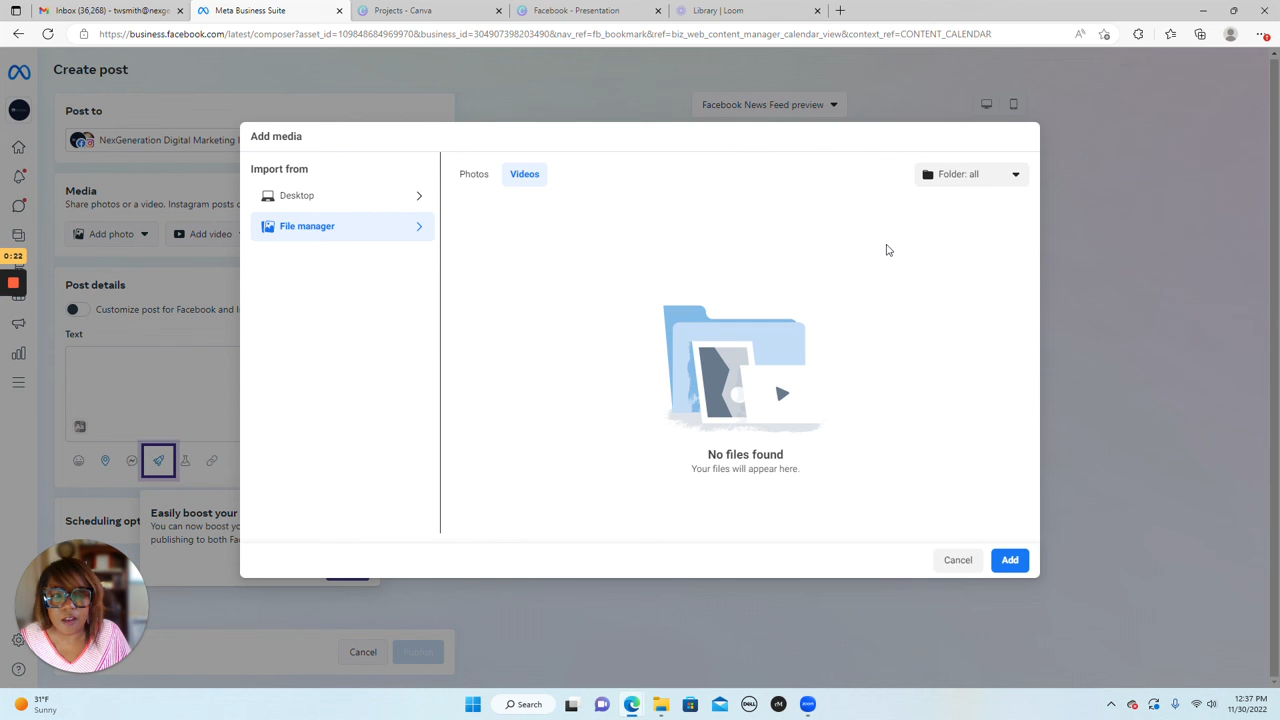 Inbox (36,268) - twsmith@nexge
Meta Business Suite
Projects - Canva
Facebook - Presentation
Library | Loom
https://business.facebook.com/latest/composer?asset_id=109848684969970&business_id=304907398203490&nav_ref=fb_bookmark&ref=biz_web_content_manager_calendar_view&context_ref=CONTENT_CALENDAR
Create post
Post to
NexGeneration Digital Marketing
Facebook News Feed preview
Media
Share photos or a video. Instagram posts c
Add photo
Add video
Post details
Customize post for Facebook and I
Text
Easily boost your
You can now boost yo
publishing to both Fa
Scheduling opt
Cancel
Publish
Add media
Import from
Desktop
File manager
Photos
Videos
Folder: all
No files found
Your files will appear here.
Cancel
Add
0:22
31°F
Sunny
Search
DELL
rM
zoom
12:37 PM
11/30/2022